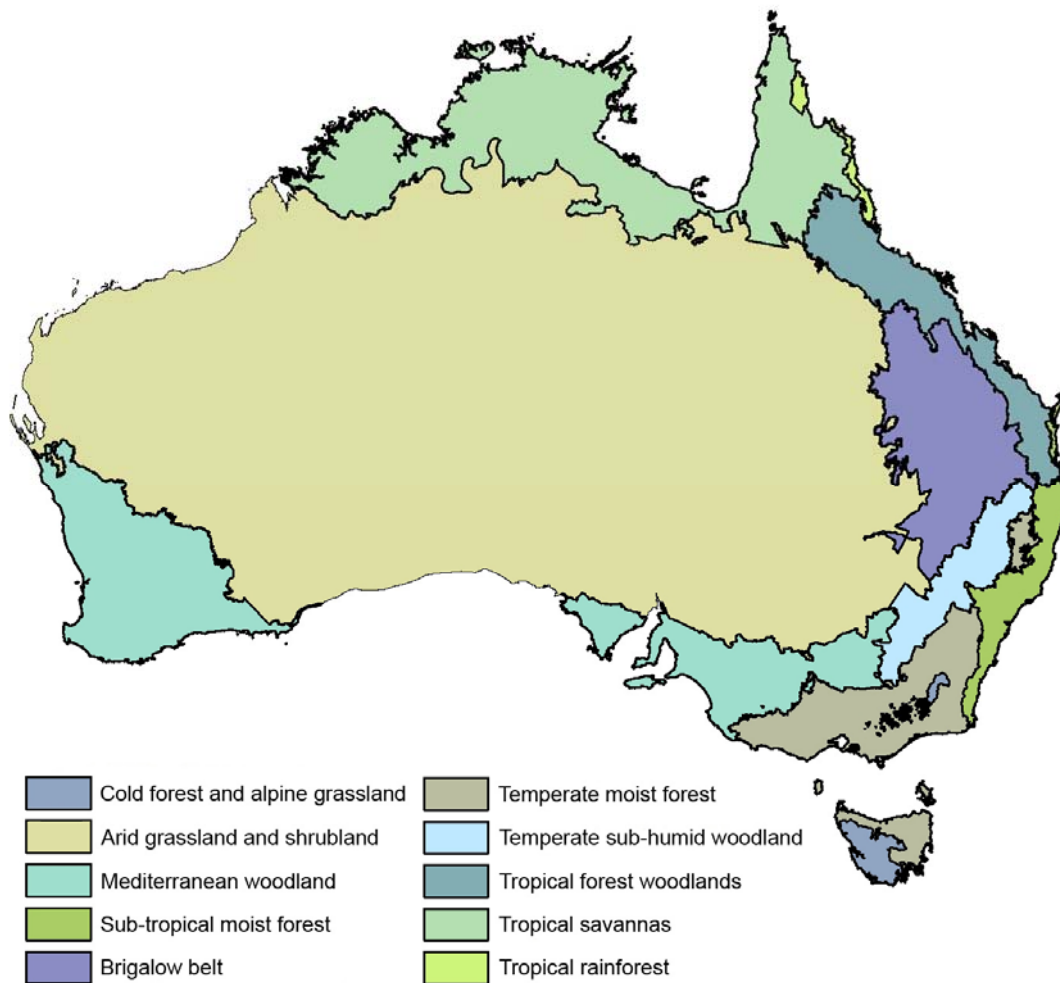 Cold forest and alpine grassland
Arid grassland and shrubland
Mediterranean woodland
Sub-tropical moist forest
Brigalow belt
Temperate moist forest
Temperate sub-humid woodland
Tropical forest woodlands
Tropical savannas
Tropical rainforest